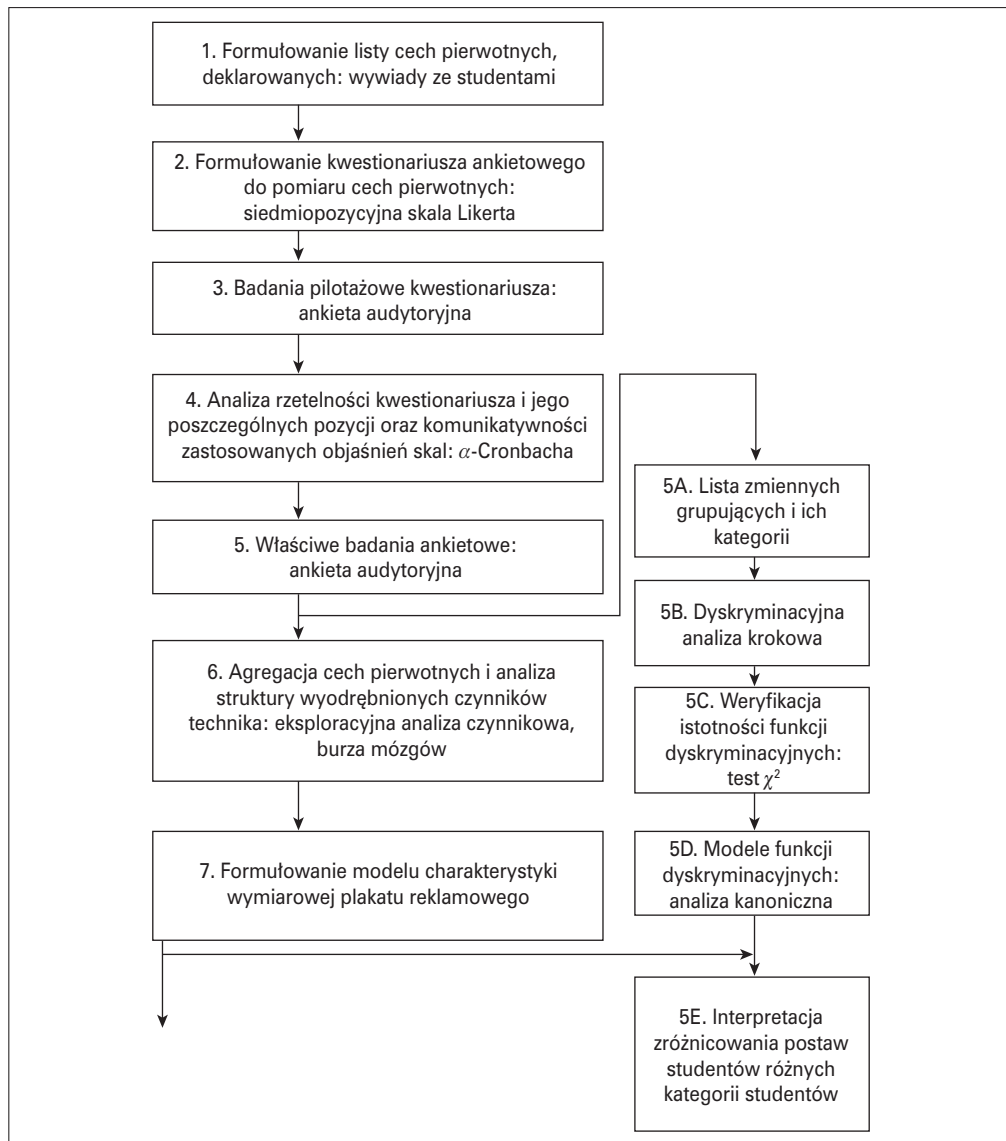 1. Formułowanie listy cech pierwotnych,
deklarowanych: wywiady ze studentami
2. Formułowanie kwestionariusza ankietowego
do pomiaru cech pierwotnych:
siedmiopozycyjna skala Likerta
3. Badania pilotażowe kwestionariusza:
ankieta audytoryjna
4. Analiza rzetelności kwestionariusza i jego
poszczególnych pozycji oraz komunikatywności
zastosowanych objaśnień skal: α-Cronbacha
5. Właściwe badania ankietowe:
ankieta audytoryjna
6. Agregacja cech pierwotnych i analiza
struktury wyodrębnionych czynników
technika: eksploracyjna analiza czynnikowa,
burza mózgów
7. Formułowanie modelu charakterystyki
wymiarowej plakatu reklamowego
5A. Lista zmiennych
grupujących i ich
kategorii
5B. Dyskryminacyjna
analiza krokowa
5C. Weryfikacja
istotności funkcji
dyskryminacyjnych:
test χ²
5D. Modele funkcji
dyskryminacyjnych:
analiza kanoniczna
5E. Interpretacja
zróżnicowania postaw
studentów różnych
kategorii studentów